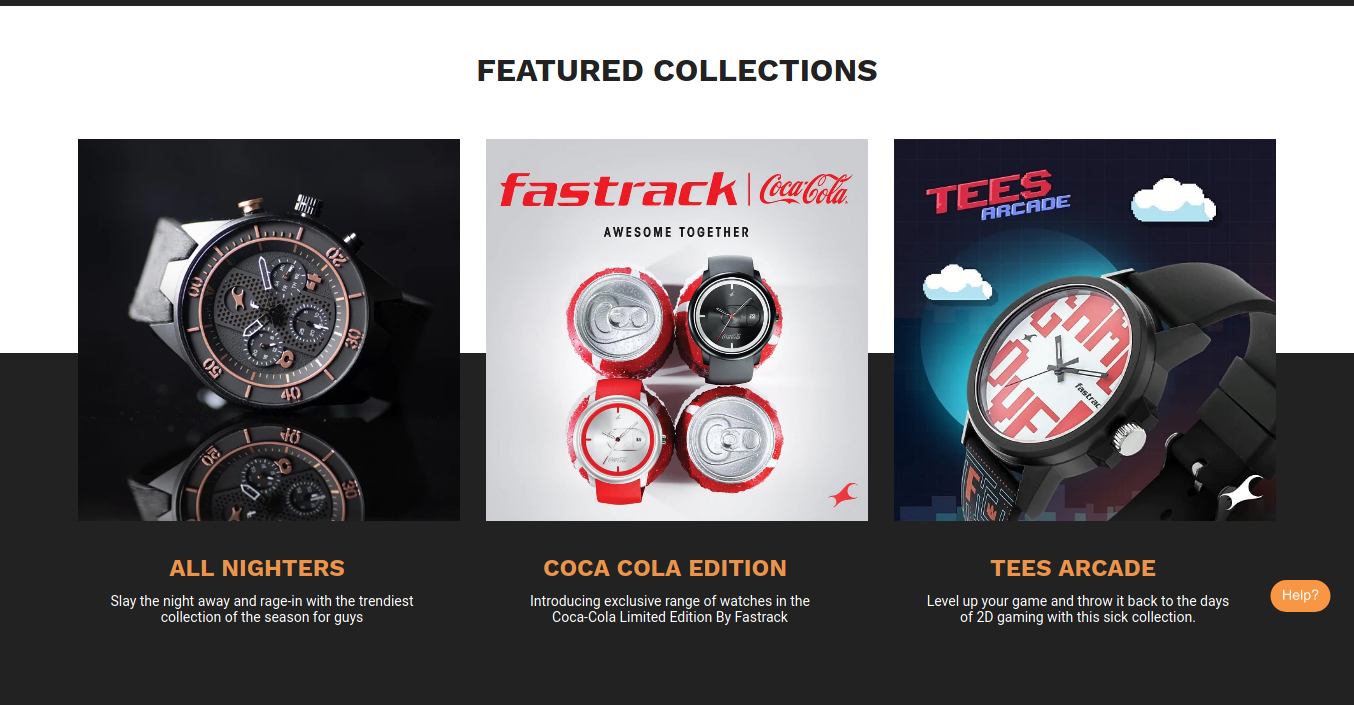 FEATURED COLLECTIONS
fastrack | Coca-Cola
AWESOME TOGETHER
TEES
ARCADE
GAME
ON
fastrack
ALL NIGHTERS
COCA COLA EDITION
TEES ARCADE
Slay the night away and rage-in with the trendiest
collection of the season for guys
Introducing exclusive range of watches in the
Coca-Cola Limited Edition By Fastrack
Level up your game and throw it back to the days
of 2D gaming with this sick collection.
Help?
00
20
30
40
50